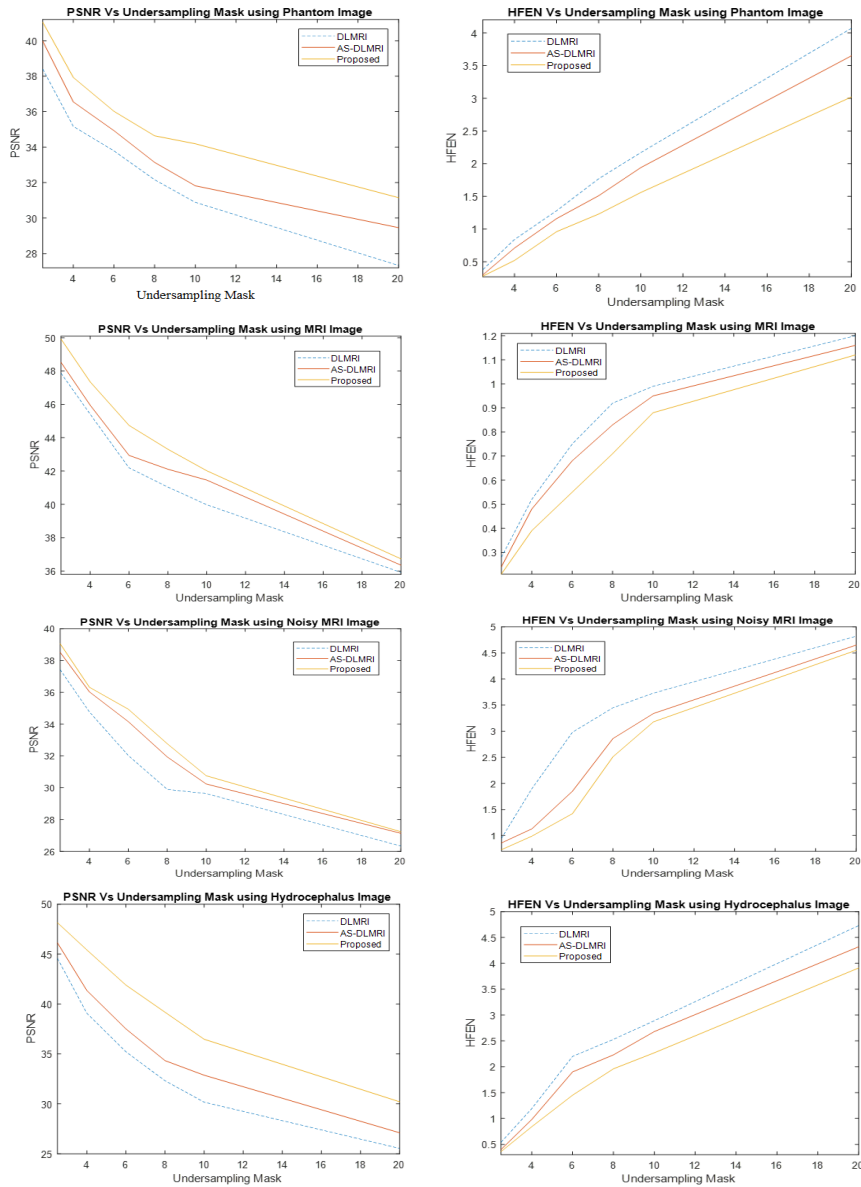 PSNR Vs Undersampling Mask using Phantom Image
40
38
36
34
32
30
28
4 6 8 10 12 14 16 18 20
PSNR
Undersampling Mask
DLMRI
AS-DLMRI
Proposed
HFEN Vs Undersampling Mask using Phantom Image
4
3.5
3
2.5
2
1.5
1
0.5
4 6 8 10 12 14 16 18 20
HFEN
Undersampling Mask
DLMRI
AS-DLMRI
Proposed
PSNR Vs Undersampling Mask using MRI Image
50
48
46
44
42
40
38
36
4 6 8 10 12 14 16 18 20
PSNR
Undersampling Mask
DLMRI
AS-DLMRI
Proposed
HFEN Vs Undersampling Mask using MRI Image
1.2
1.1
1
0.9
0.8
0.7
0.6
0.5
0.4
0.3
4 6 8 10 12 14 16 18 20
HFEN
Undersampling Mask
DLMRI
AS-DLMRI
Proposed
PSNR Vs Undersampling Mask using Noisy MRI Image
40
38
36
34
32
30
28
26
4 6 8 10 12 14 16 18 20
PSNR
Undersampling Mask
DLMRI
AS-DLMRI
Proposed
HFEN Vs Undersampling Mask using Noisy MRI Image
5
4.5
4
3.5
3
2.5
2
1.5
1
4 6 8 10 12 14 16 18 20
HFEN
Undersampling Mask
DLMRI
AS-DLMRI
Proposed
PSNR Vs Undersampling Mask using Hydrocephalus Image
50
45
40
35
30
25
4 6 8 10 12 14 16 18 20
PSNR
Undersampling Mask
DLMRI
AS-DLMRI
Proposed
HFEN Vs Undersampling Mask using Hydrocephalus Image
5
4.5
4
3.5
3
2.5
2
1.5
1
0.5
4 6 8 10 12 14 16 18 20
HFEN
Undersampling Mask
DLMRI
AS-DLMRI
Proposed